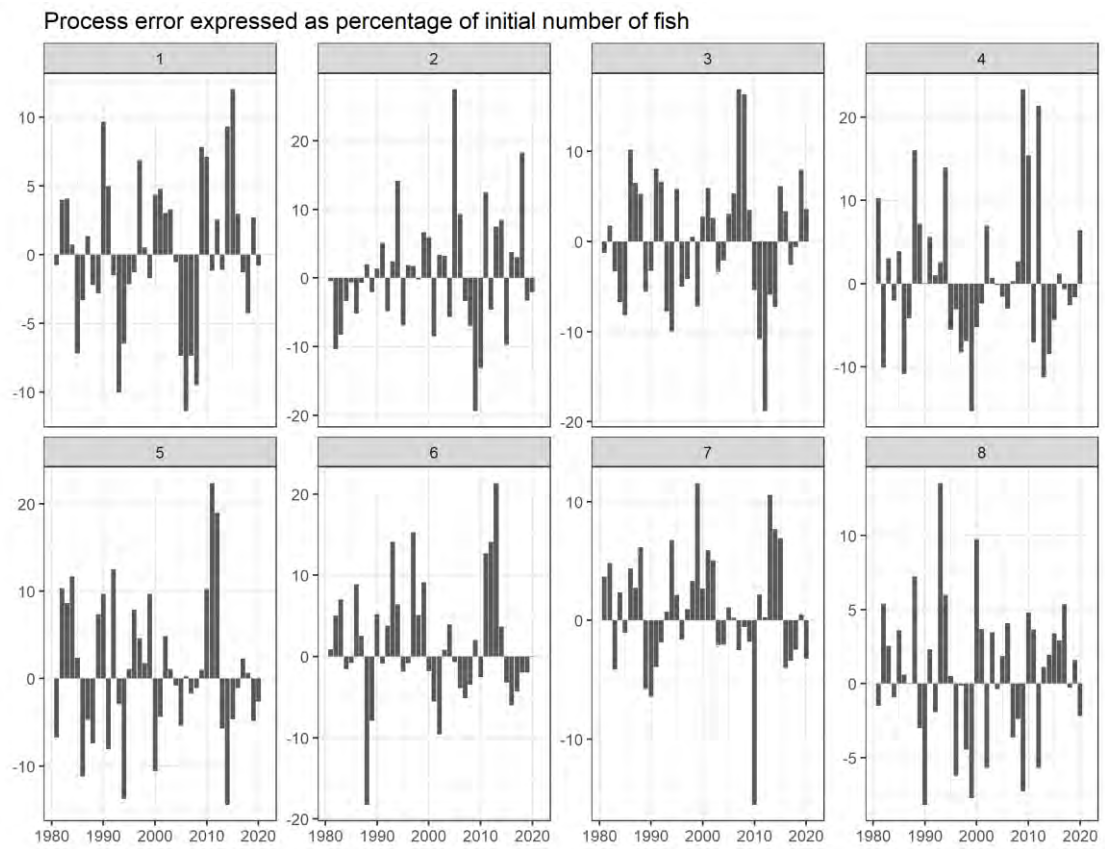 Process error expressed as percentage of initial number of fish
1 2 3 4
10 5 0 -5 -10
20 10 0 -10 -20
10 0 -10 -20
20 10 0 -10
5 6 7 8
20 10 0 -10
20 10 0 -10 -20
10 0 -10
10 5 0 -5
1980 1990 2000 2010 2020 1980 1990 2000 2010 2020 1980 1990 2000 2010 2020 1980 1990 2000 2010 2020